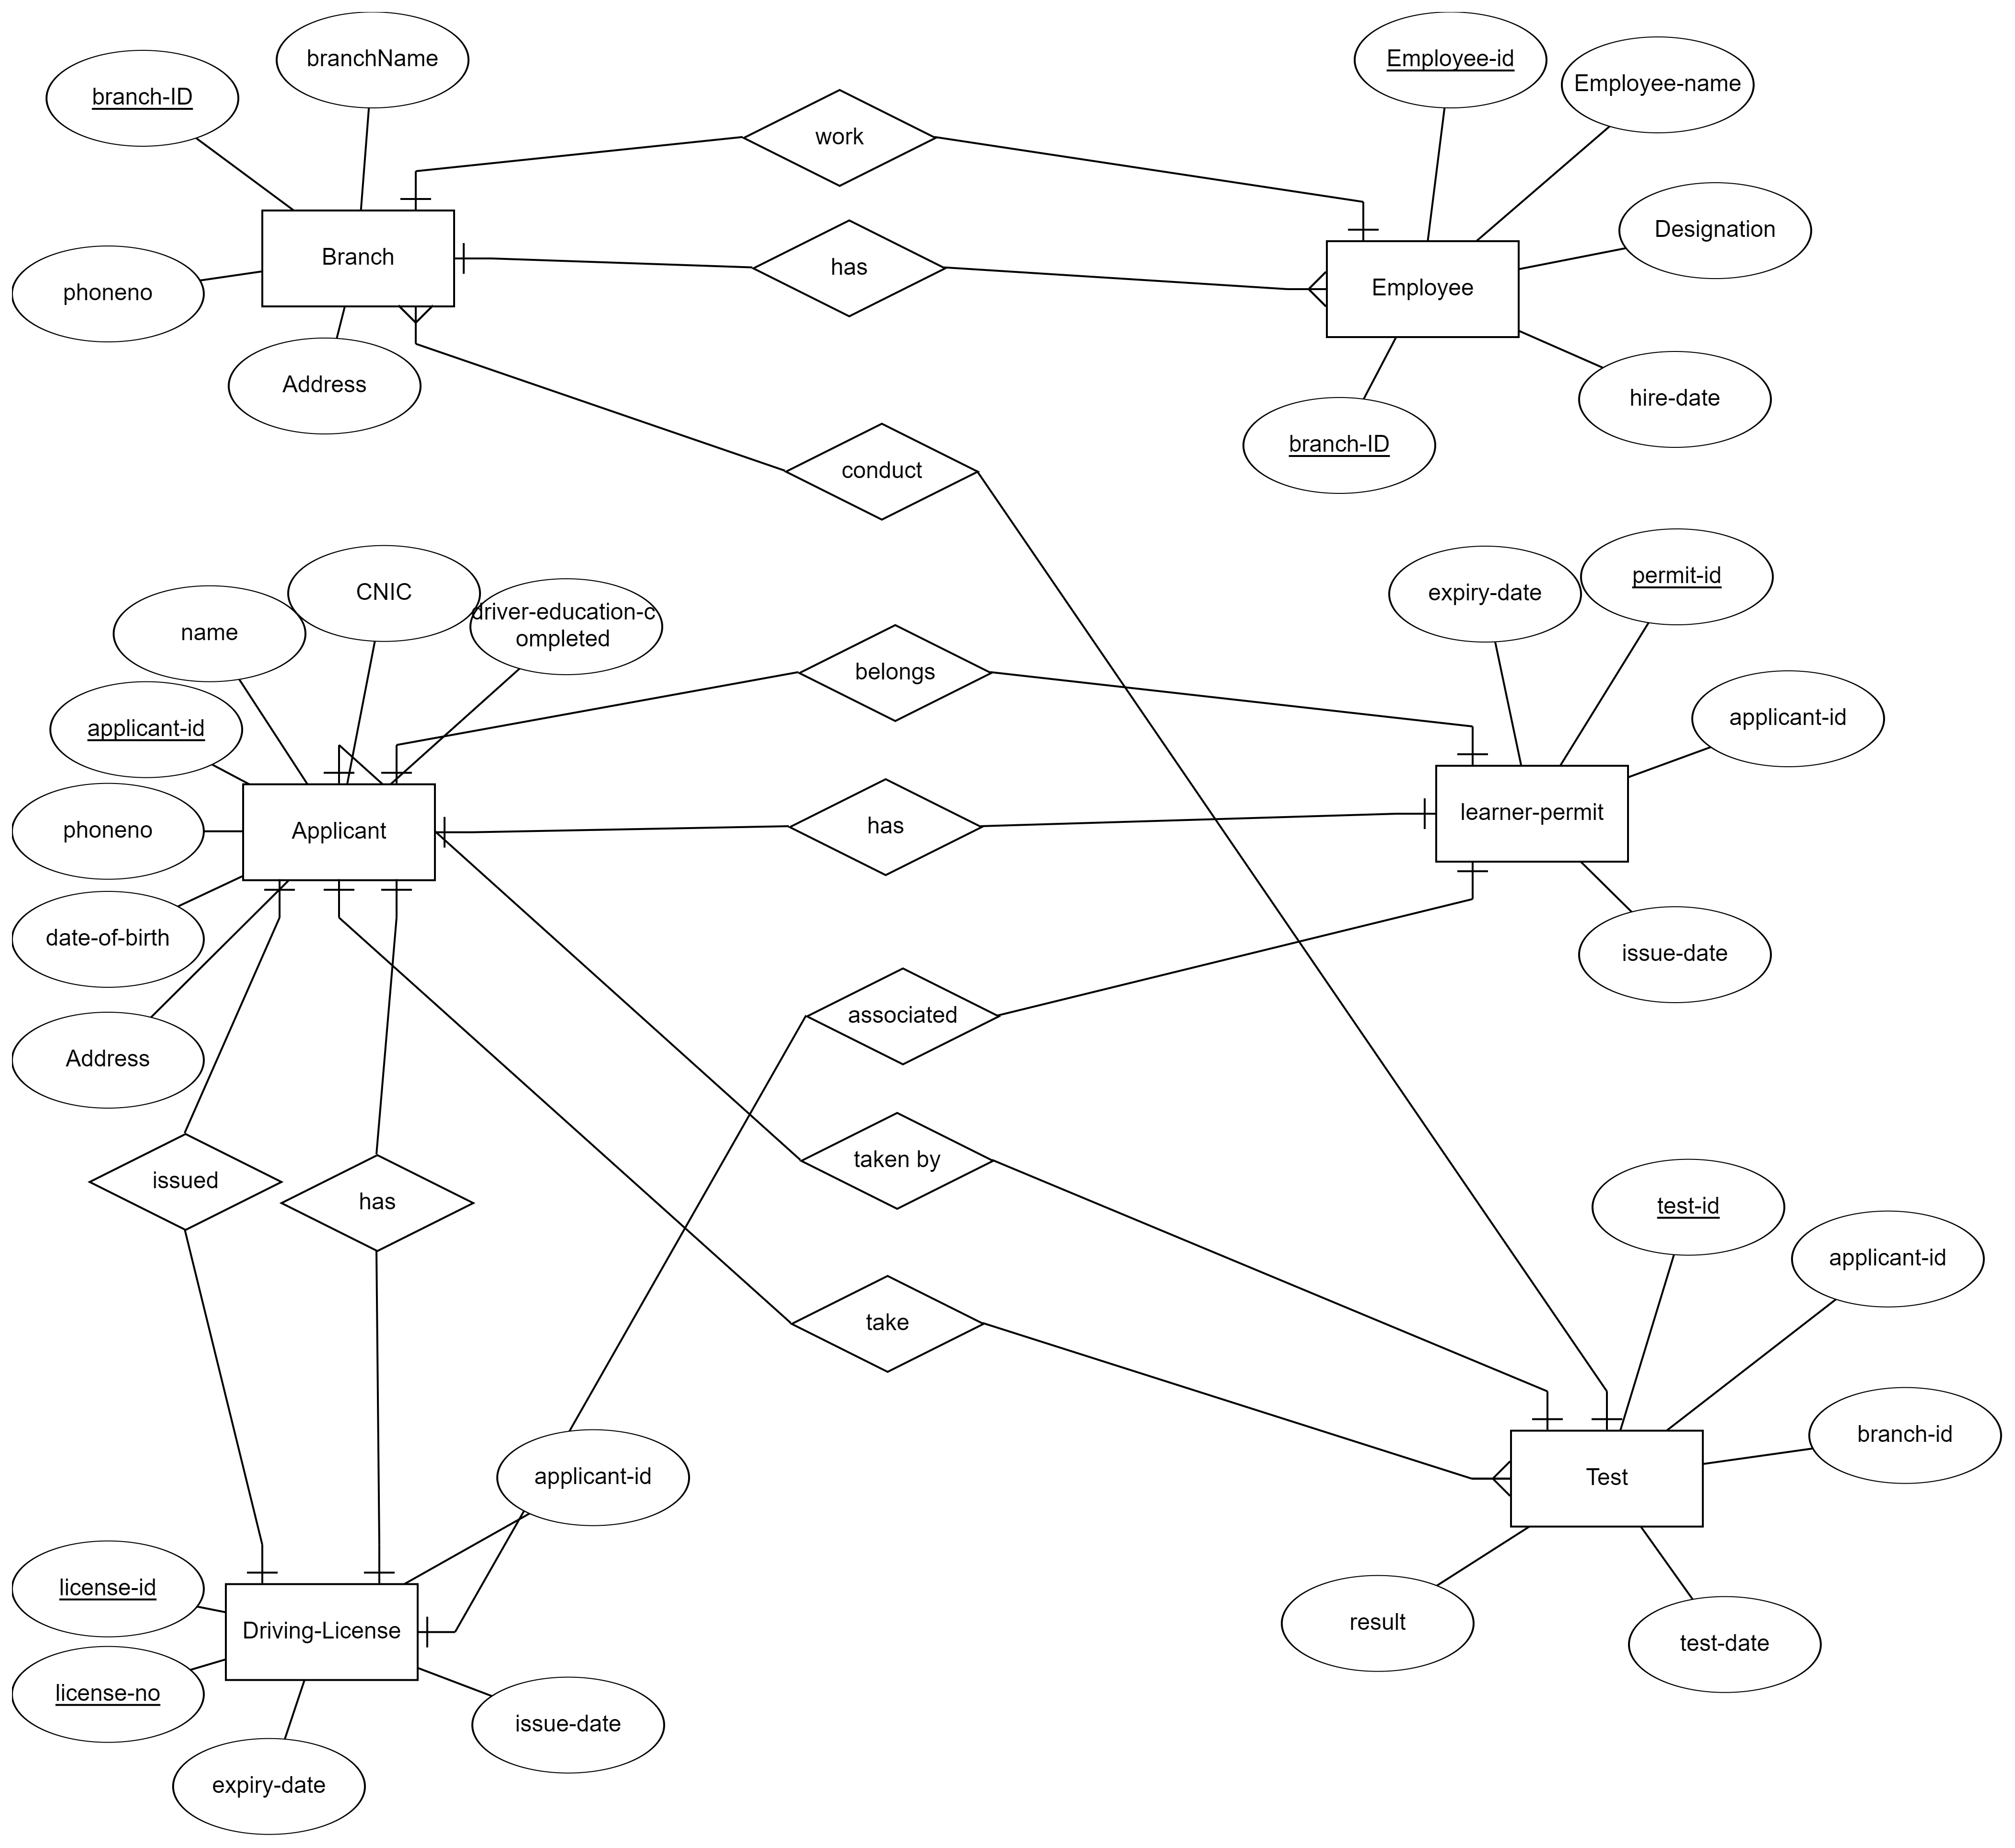 branchName
Employee-id
Employee-name
branch-ID
work
Designation
Branch
has
Employee
phoneno
Address
hire-date
branch-ID
conduct
CNIC
expiry-date
permit-id
driver-education-c
ompleted
name
belongs
applicant-id
applicant-id
phoneno
Applicant
has
learner-permit
date-of-birth
issue-date
associated
Address
taken by
issued
has
test-id
applicant-id
take
branch-id
applicant-id
Test
license-id
Driving-License
result
test-date
license-no
issue-date
expiry-date